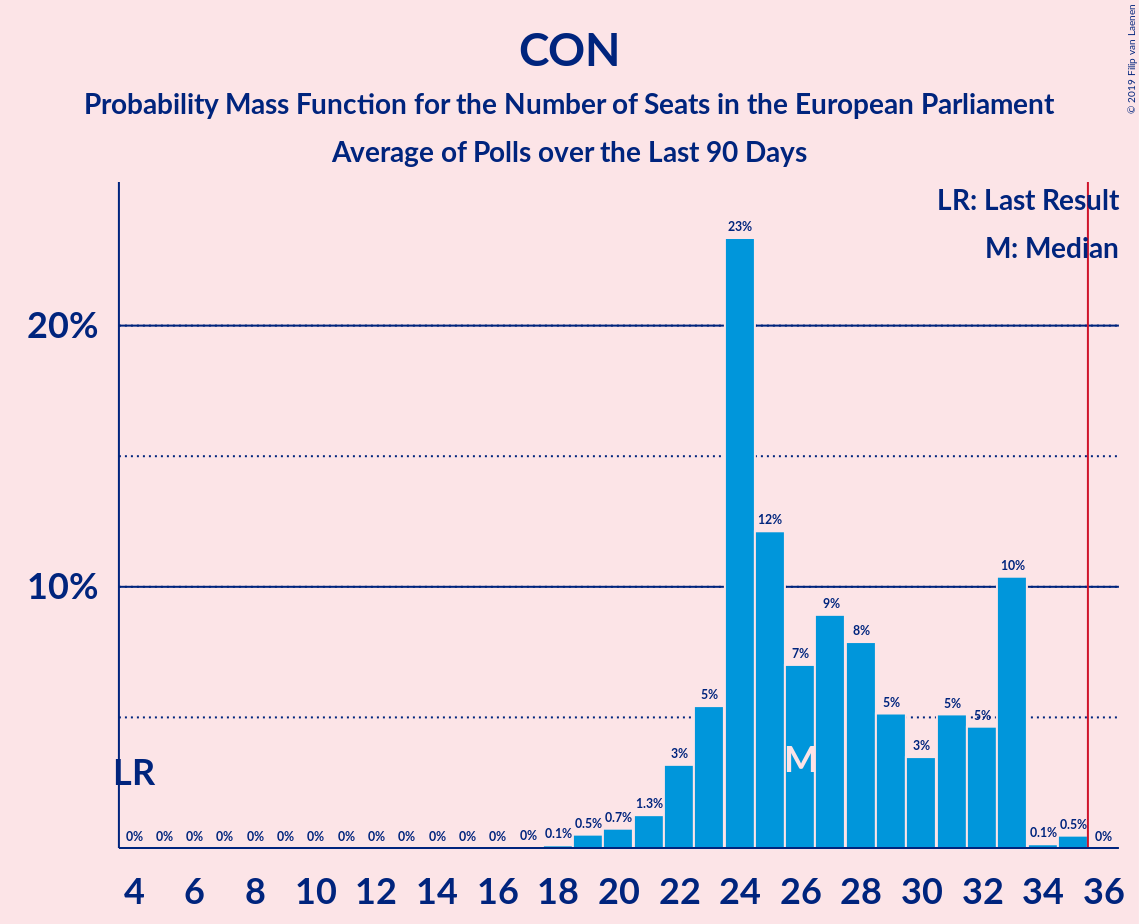 CON
Probability Mass Function for the Number of Seats in the European Parliament
Average of Polls over the Last 90 Days
© 2019 Filip van Laenen
LR: Last Result
M: Median
20%
10%
23%
12%
10%
9%
8%
7%
5%
5%
5%
5%
3%
3%
M
LR
0% 0% 0% 0% 0% 0% 0% 0% 0% 0% 0% 0% 0% 0% 0.1% 0.5% 0.7% 1.3% 0.1% 0.5% 0%
4 6 8 10 12 14 16 18 20 22 24 26 28 30 32 34 36